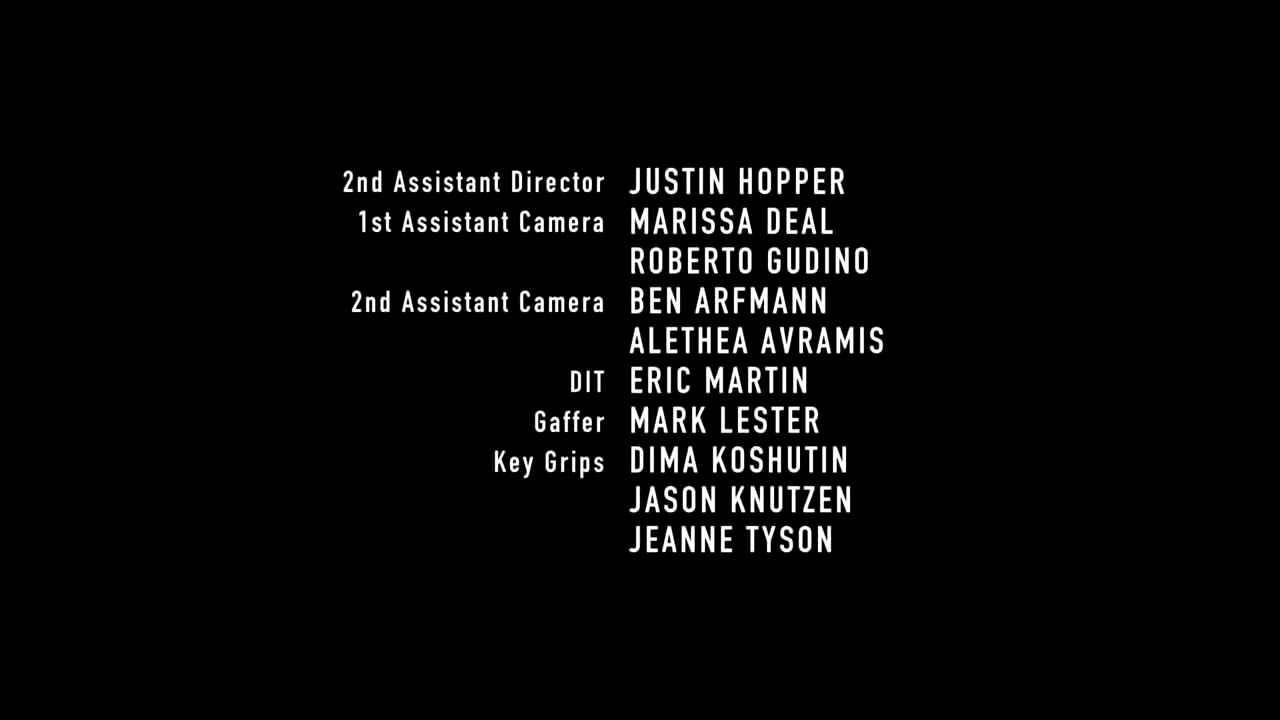 2nd Assistant Director JUSTIN HOPPER
1st Assistant Camera MARISSA DEAL
ROBERTO GUDINO
2nd Assistant Camera BEN ARFMANN
ALETHEA AVRAMIS
DIT ERIC MARTIN
Gaffer MARK LESTER
Key Grips DIMA KOSHUTIN
JASON KNUTZEN
JEANNE TYSON